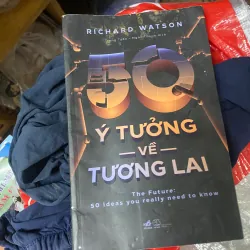 RICHARD WATSON
50
Ý TƯỞNG
VỀ
TƯƠNG LAI
The Future:
50 ideas you really need to know